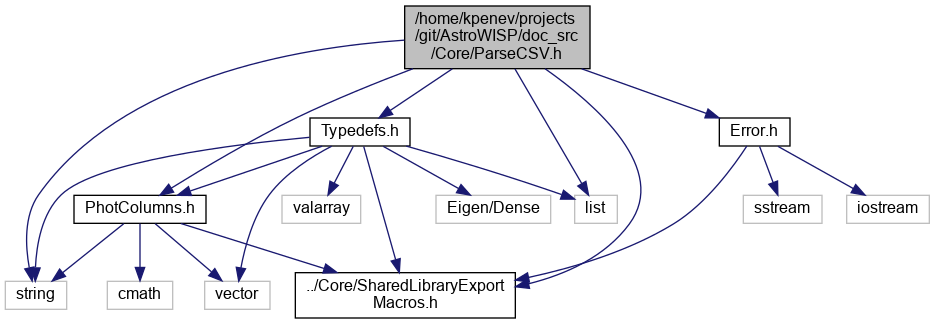 /home/kpenev/projects
/git/AstroWISP/doc_src
/Core/ParseCSV.h
Typedefs.h
Error.h
PhotColumns.h
valarray
Eigen/Dense
list
sstream
iostream
string
cmath
vector
../Core/SharedLibraryExport
Macros.h